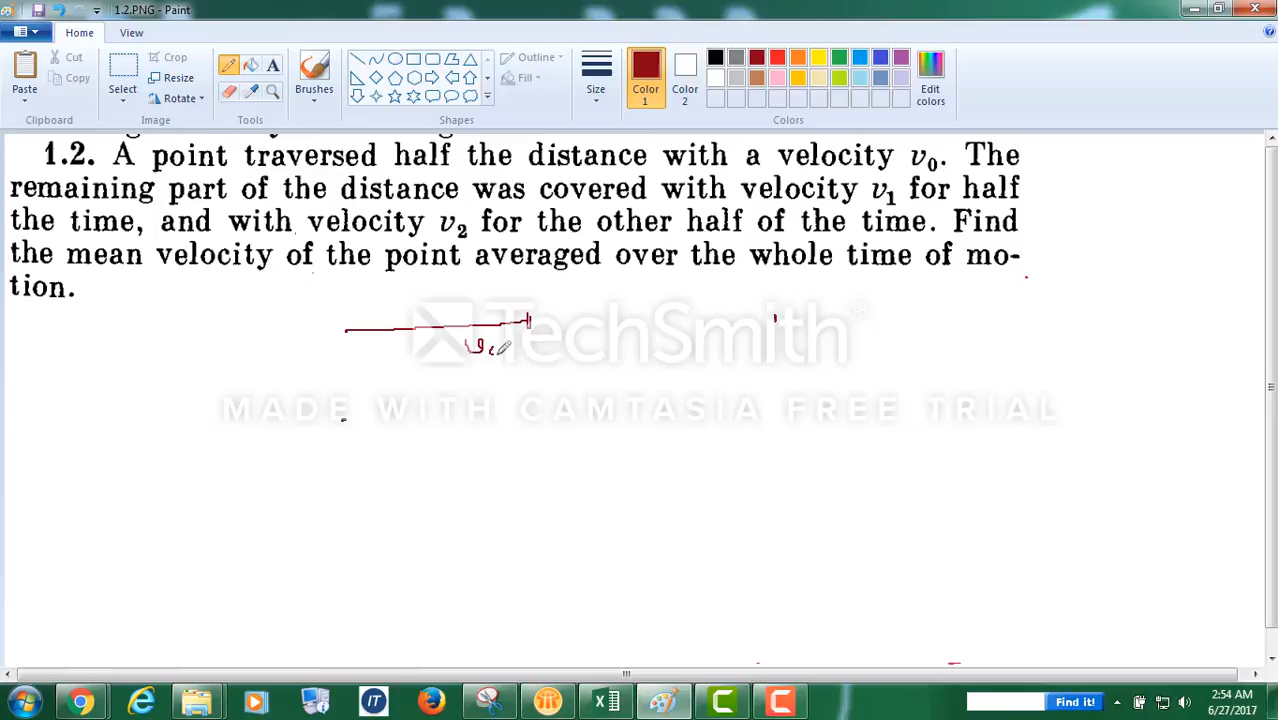 1.2.PNG - Paint
Home View
Cut
Copy
Paste
Clipboard
Select
Crop
Resize
Rotate
Image
A
Tools
Brushes
Outline
Fill
Shapes
Size
Color 1
Color 2
Edit colors
Colors
1.2. A point traversed half the distance with a velocity v₀. The
remaining part of the distance was covered with velocity v₁ for half
the time, and with velocity v₂ for the other half of the time. Find
the mean velocity of the point averaged over the whole time of mo-
tion.
TechSmith®
MADE WITH CAMTASIA FREE TRIAL
IT
Find it!
2:54 AM
6/27/2017